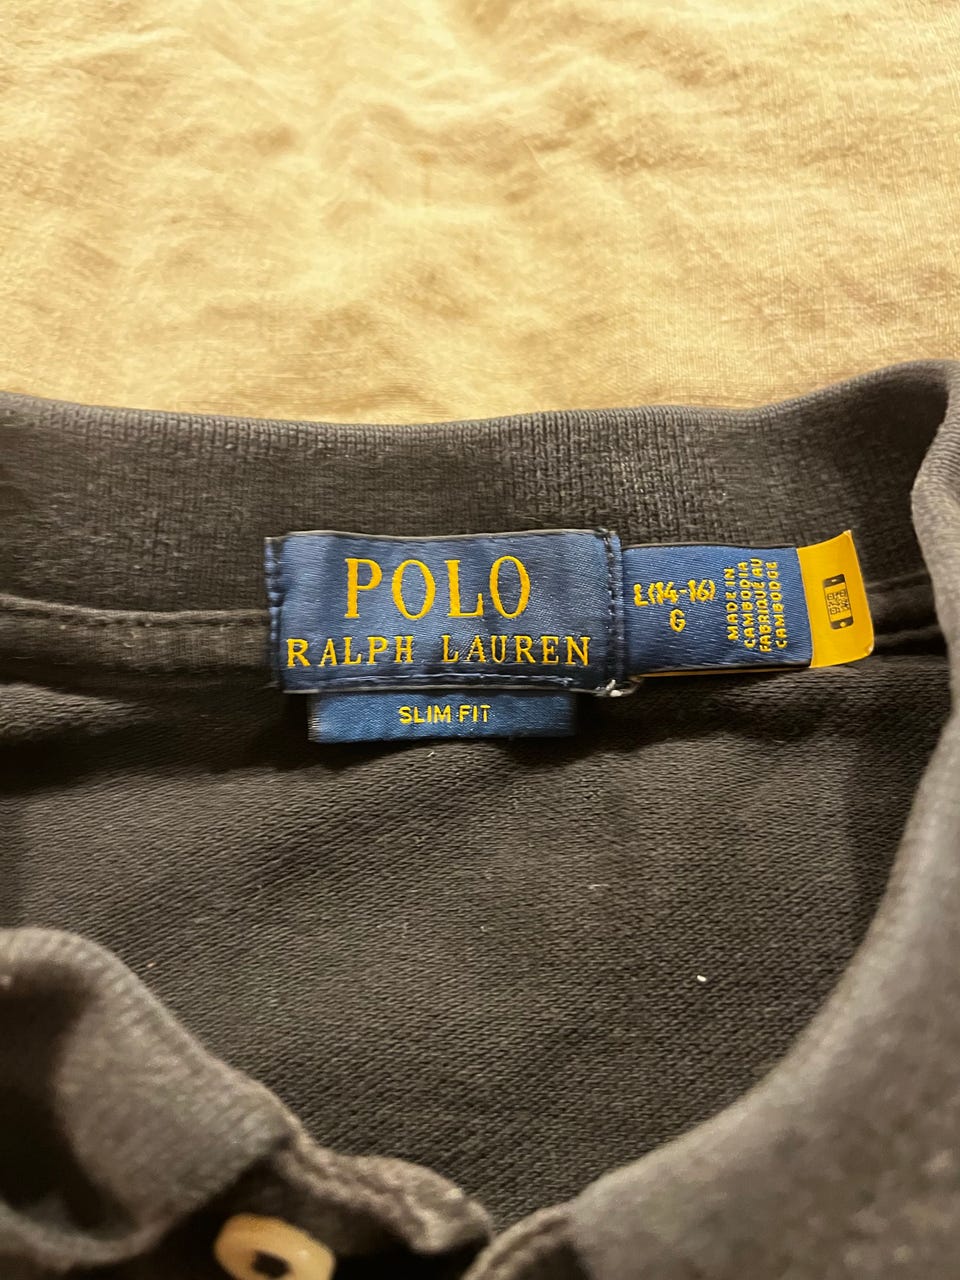 POLO
RALPH LAUREN
SLIM FIT
L(14-16)
G
MADE IN
CAMBODIA
FABRIQUÉ AU
CAMBODGE